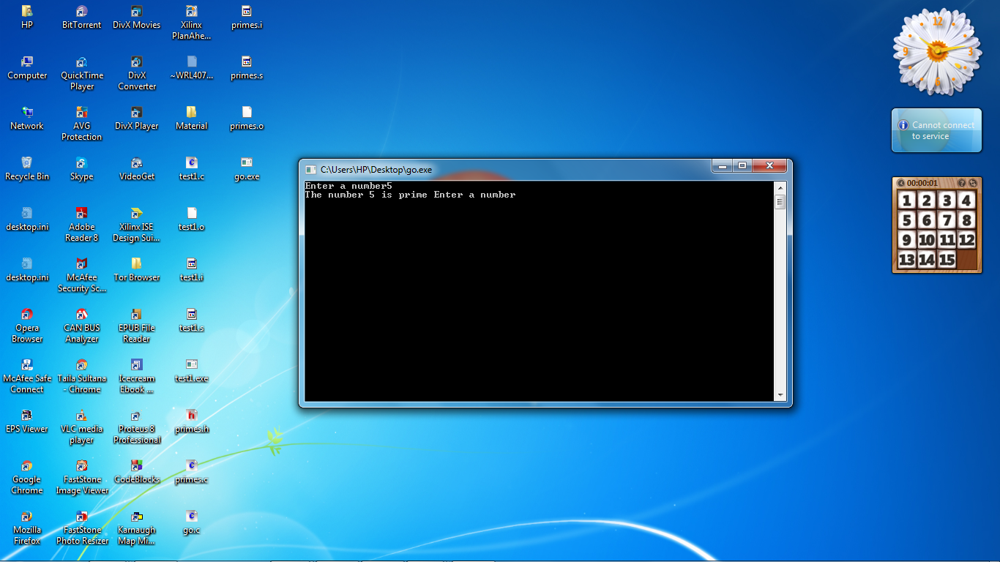 HP
BitTorrent
DivX Movies
Xilinx
PlanAhe...
primes.i
Computer
QuickTime
Player
DivX
Converter
~WRL407...
primes.s
Network
AVG
Protection
DivX Player
Material
primes.o
Recycle Bin
Skype
VideoGet
test1.c
go.exe
desktop.ini
Adobe
Reader 8
Xilinx ISE
Design Sui...
test1.o
desktop.ini
McAfee
Security Sc...
Tor Browser
test1.i
Opera
Browser
CAN BUS
Analyzer
EPUB File
Reader
test1.s
McAfee Safe
Connect
Taila Sultana
- Chrome
Icecream
Ebook ...
test1.exe
EPS Viewer
VLC media
player
Proteus 8
Professional
primes.h
Google
Chrome
FastStone
Image Viewer
CodeBlocks
primes.c
Mozilla
Firefox
FastStone
Photo Resizer
Karnaugh
Map Mi...
go.c
C:\Users\HP\Desktop\go.exe
Enter a number5
The number 5 is prime Enter a number
12
9 3
6
Cannot connect
to service
00:00:01
1 2 3 4
5 6 7 8
9 10 11 12
13 14 15